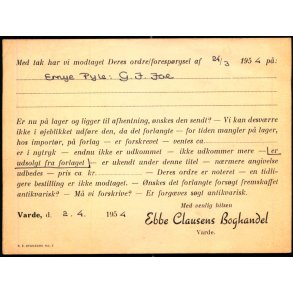 Med tak har vi modtaget Deres ordre/forespørgsel af 26/3 1954 på:
Ernye Pyle: G. I. Joe
Er nu på lager og ligger til afhentning, ønskes den sendt? — Vi kan desværre
ikke i øjeblikket udføre den, da det forlangte — for tiden mangler på lager,
hos importør, på forlag — er forskrevet — ventes ca.
er i nytryk — endnu ikke er udkommet — ikke udkommer mere — [er
udsolgt fra forlaget] — er ukendt under denne titel — nærmere angivelse
udbedes — pris ca kr. — Deres ordre er noteret — en tidli-
gere bestilling er ikke modtaget. — Ønskes det forlangte forsøgt fremskaffet
antikvarisk? — Må vi forskrive? — Er forgæves søgt antikvarisk.
Med venlig hilsen
Varde, d. 2. 4. 1954
Ebbe Clausens Boghandel
Varde.